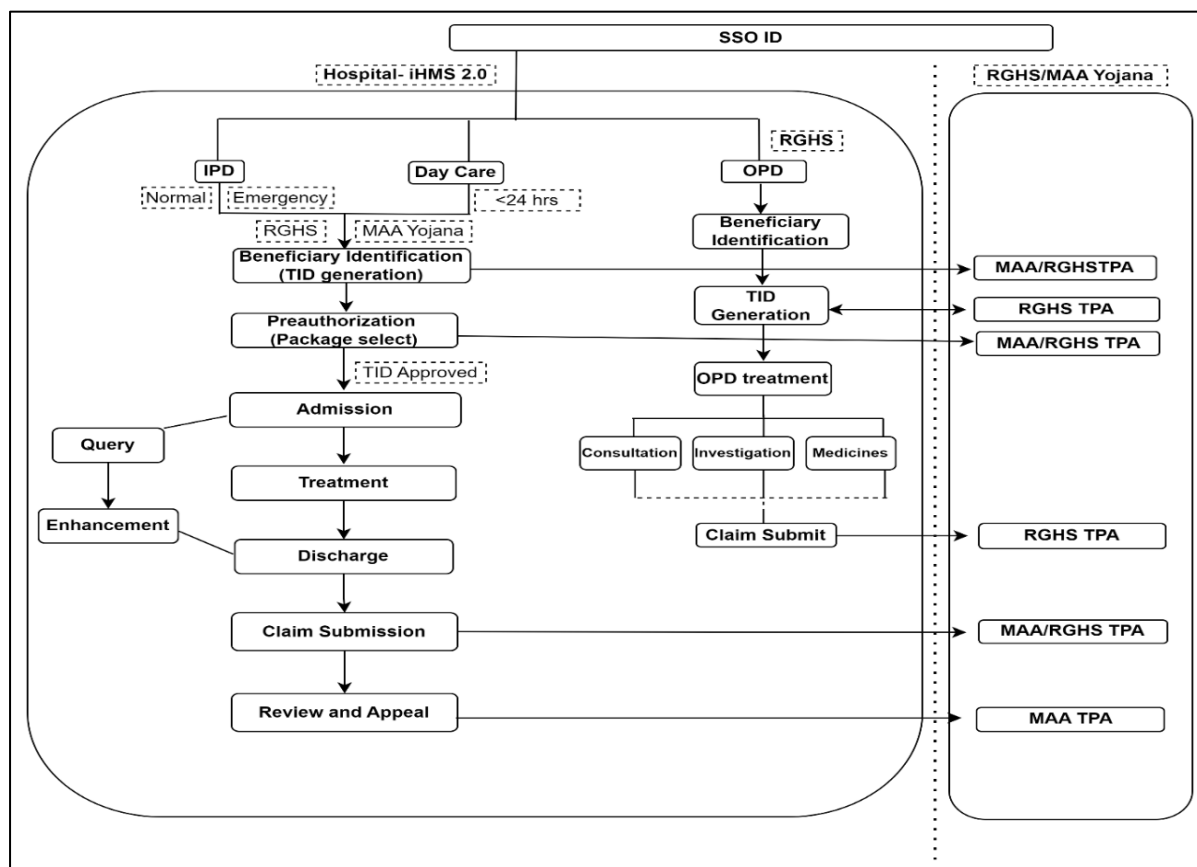 SSO ID
Hospital- iHMS 2.0
RGHS/MAA Yojana
RGHS
IPD
Day Care
OPD
Normal
Emergency
<24 hrs
RGHS
MAA Yojana
Beneficiary
Identification
Beneficiary Identification
(TID generation)
MAA/RGHSTPA
TID
Generation
RGHS TPA
Preauthorization
(Package select)
MAA/RGHS TPA
TID Approved
OPD treatment
Admission
Query
Consultation
Investigation
Medicines
Treatment
Enhancement
Claim Submit
RGHS TPA
Discharge
Claim Submission
MAA/RGHS TPA
Review and Appeal
MAA TPA